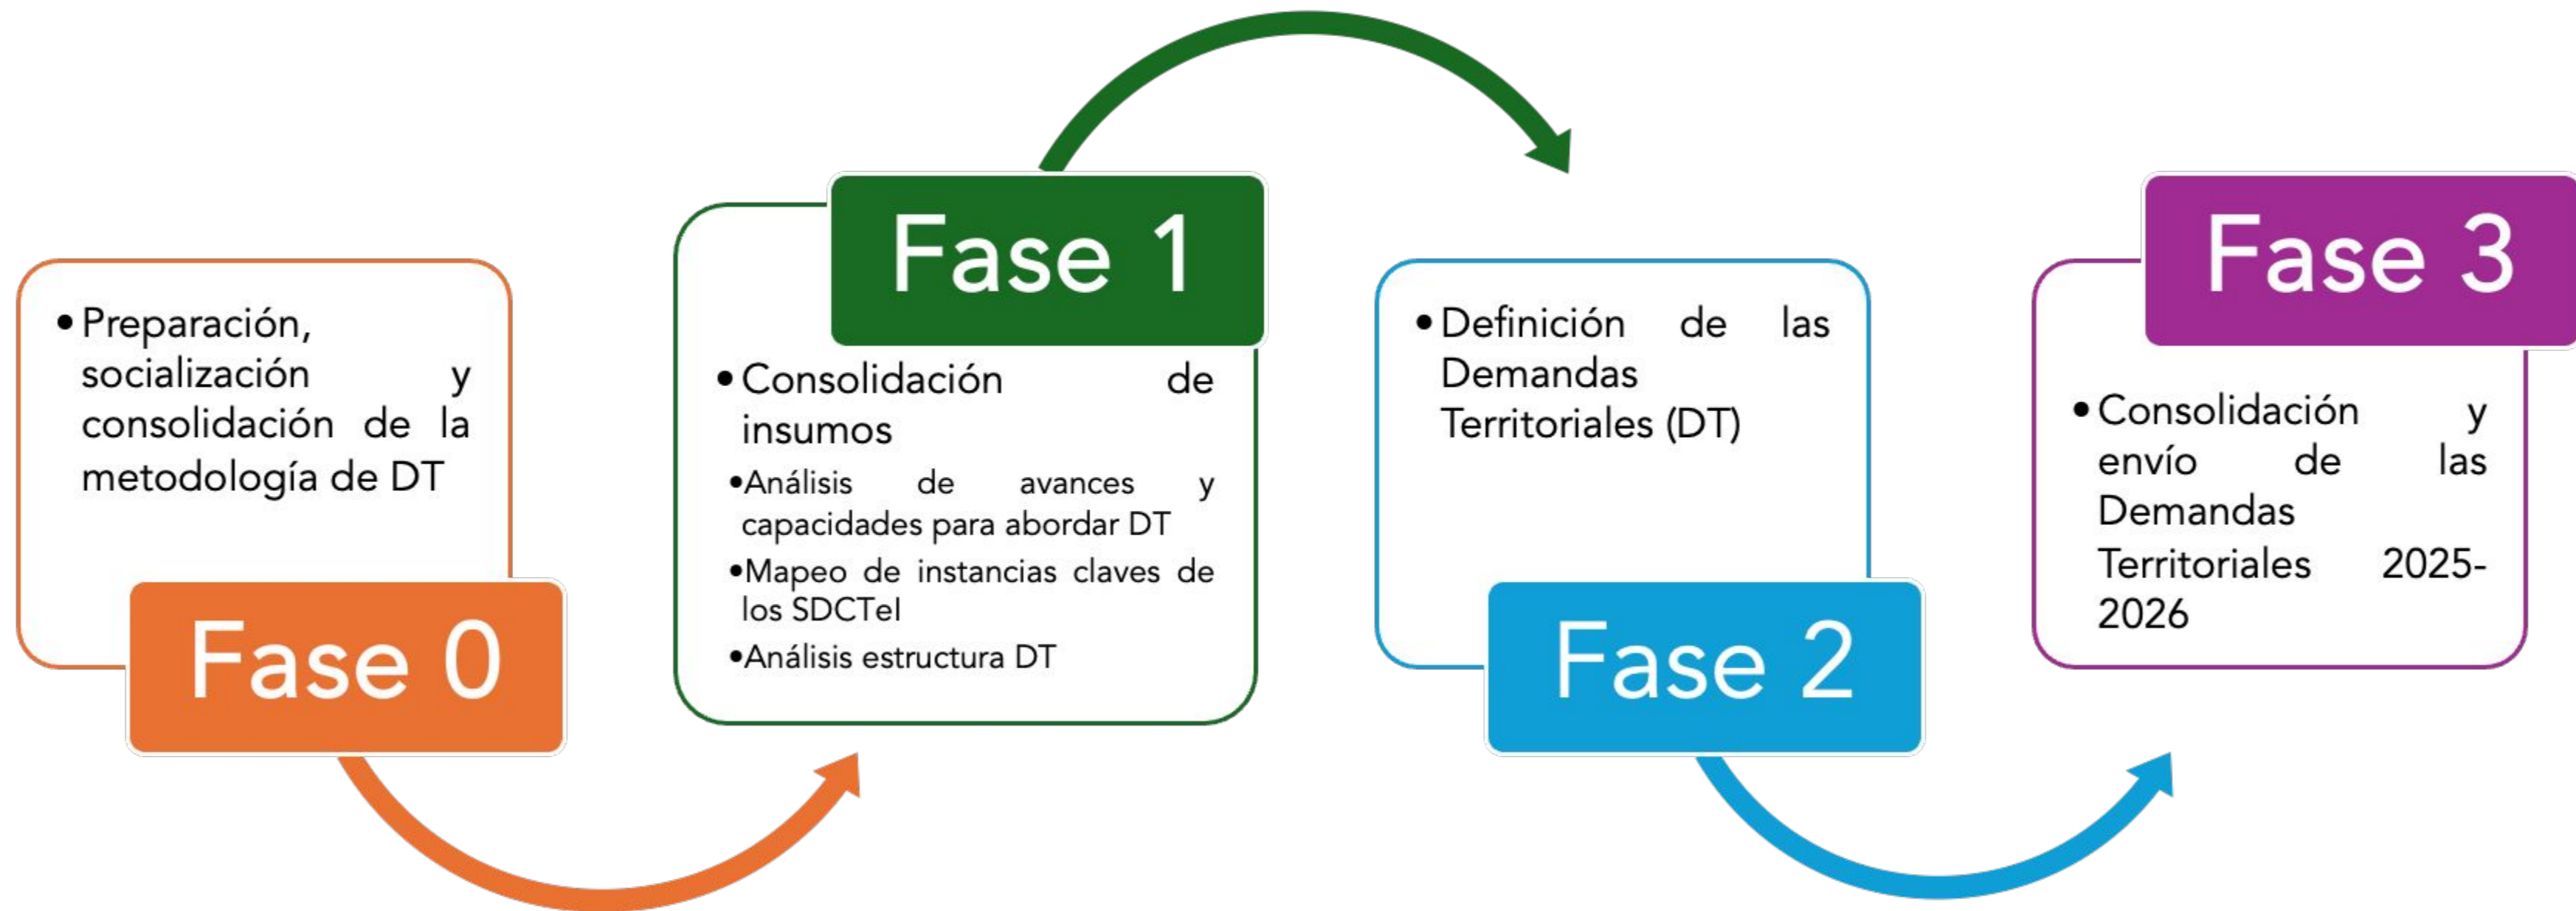 • Preparación,
socialización y
consolidación de la
metodología de DT
Fase 0
Fase 1
• Consolidación de
insumos
•Análisis de avances y
capacidades para abordar DT
•Mapeo de instancias claves de
los SDCTeI
•Análisis estructura DT
• Definición de las
Demandas
Territoriales (DT)
Fase 2
Fase 3
• Consolidación y
envío de las
Demandas
Territoriales 2025-
2026